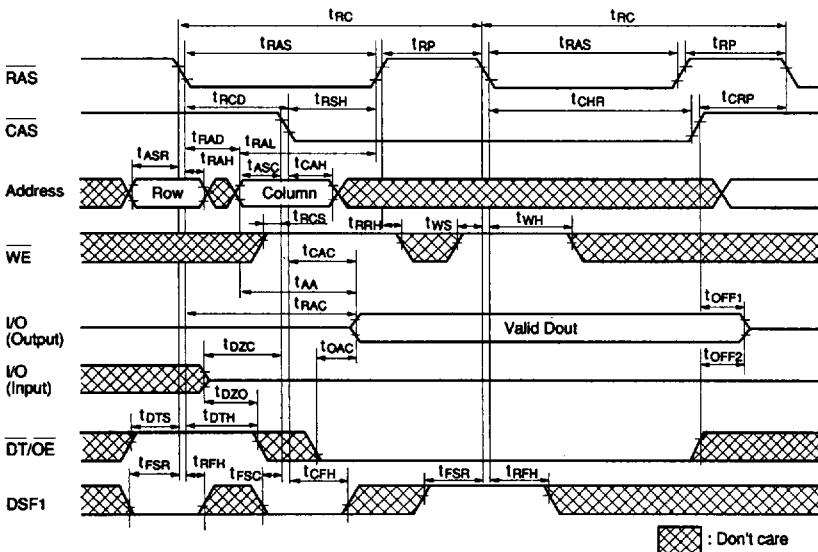 tRC tRC
tRAS tRP tRAS tRP
RAS
tRCD tRSH tCHR tCRP
CAS
tRAD tRAL
tASR tRAH tASC tCAH
Address Row Column
tRCS tRRH tWS tWH
WE
tCAC
tAA
tRAC tOFF1
I/O
(Output) Valid Dout
tDZC tOAC tOFF2
I/O
(Input)
tDZO
tDTS tDTH
DT/OE
tFSR tRFH tFSC tCFH tFSR tRFH
DSF1
: Don't care